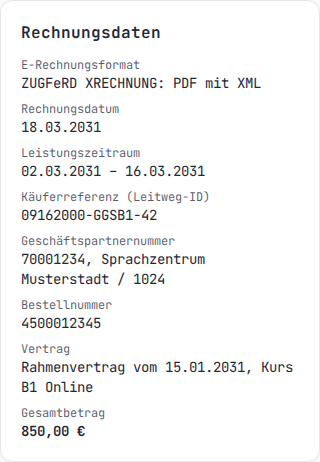 Rechnungsdaten
E-Rechnungsformat
ZUGFeRD XRECHNUNG: PDF mit XML
Rechnungsdatum
18.03.2031
Leistungszeitraum
02.03.2031 – 16.03.2031
Käuferreferenz (Leitweg-ID)
09162000-GGSB1-42
Geschäftspartnernummer
70001234, Sprachzentrum
Musterstadt / 1024
Bestellnummer
4500012345
Vertrag
Rahmenvertrag vom 15.01.2031, Kurs
B1 Online
Gesamtbetrag
850,00 €